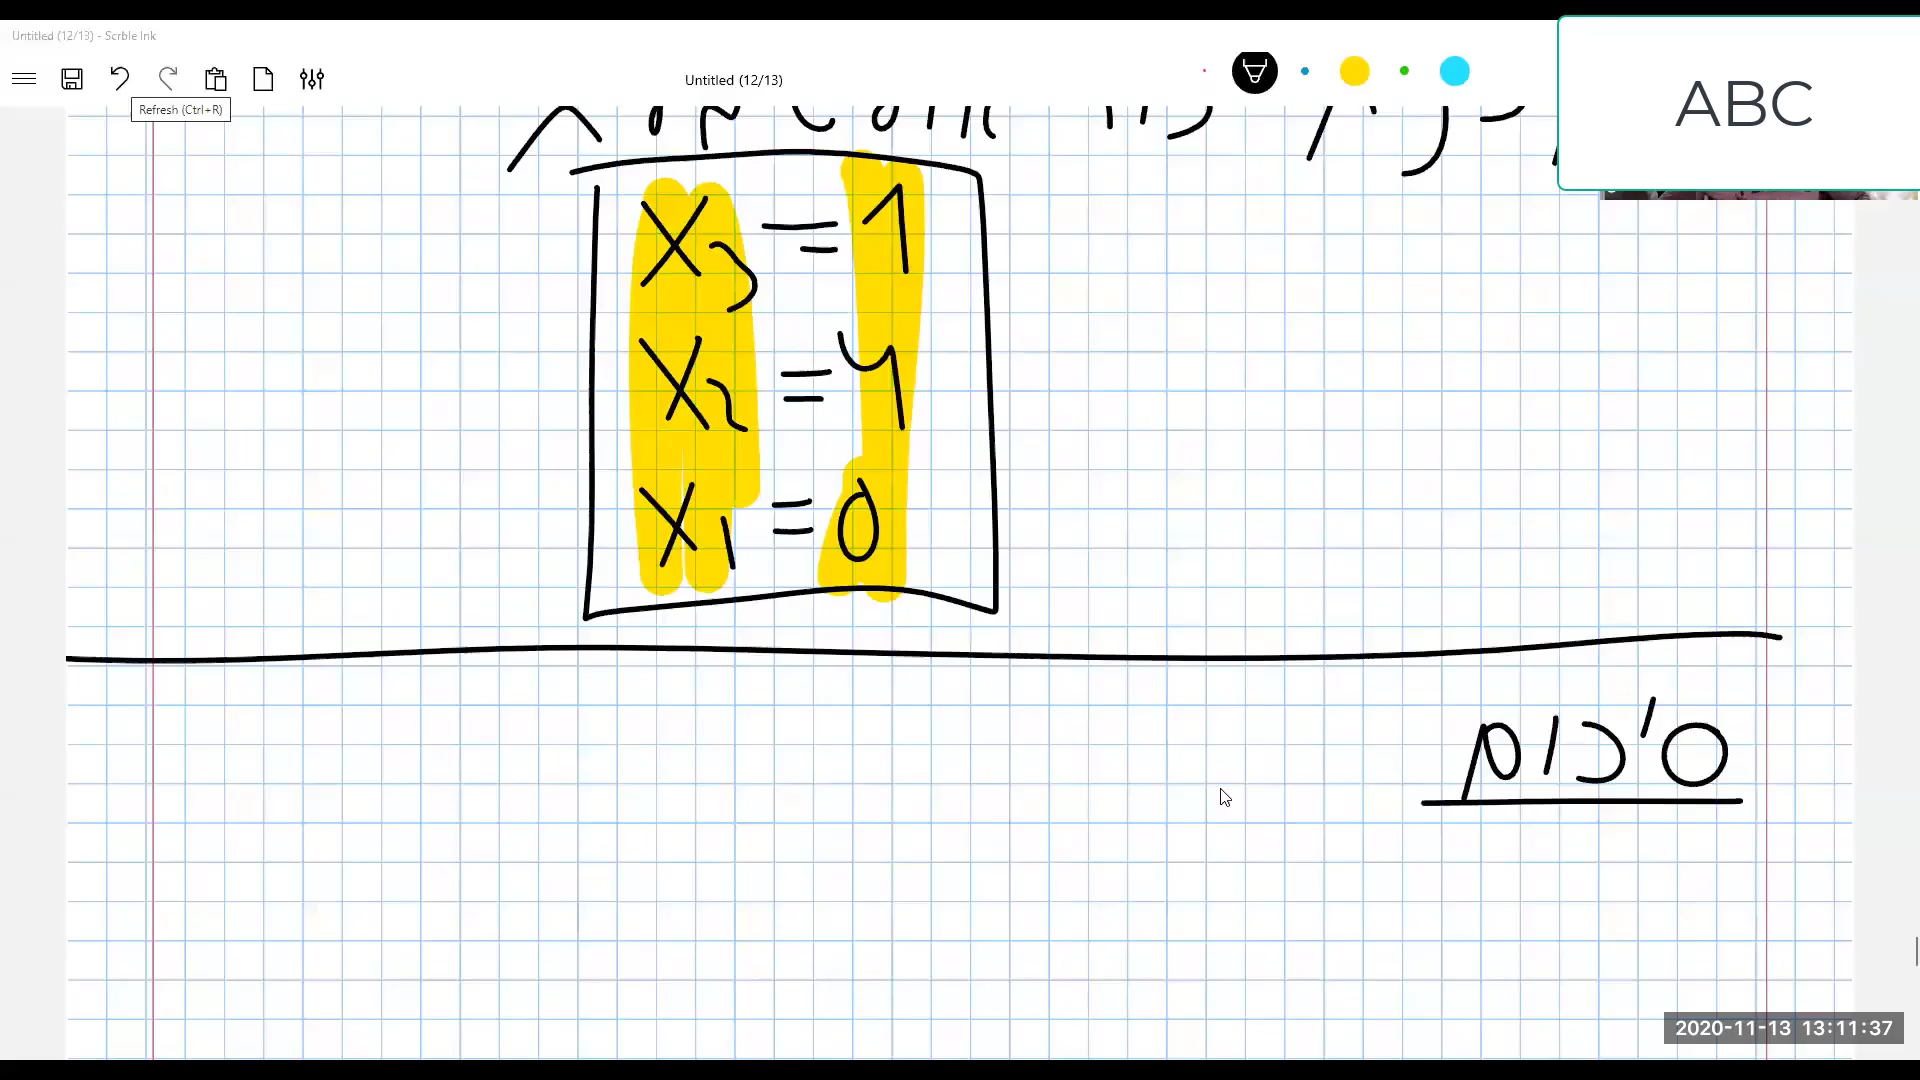 Untitled (12/13) - Scrble Ink
Untitled (12/13)
Refresh (Ctrl+R)
ABC
X3 = 1
X2 = 4
X1 = 0
סיכום
2020-11-13 13:11:37